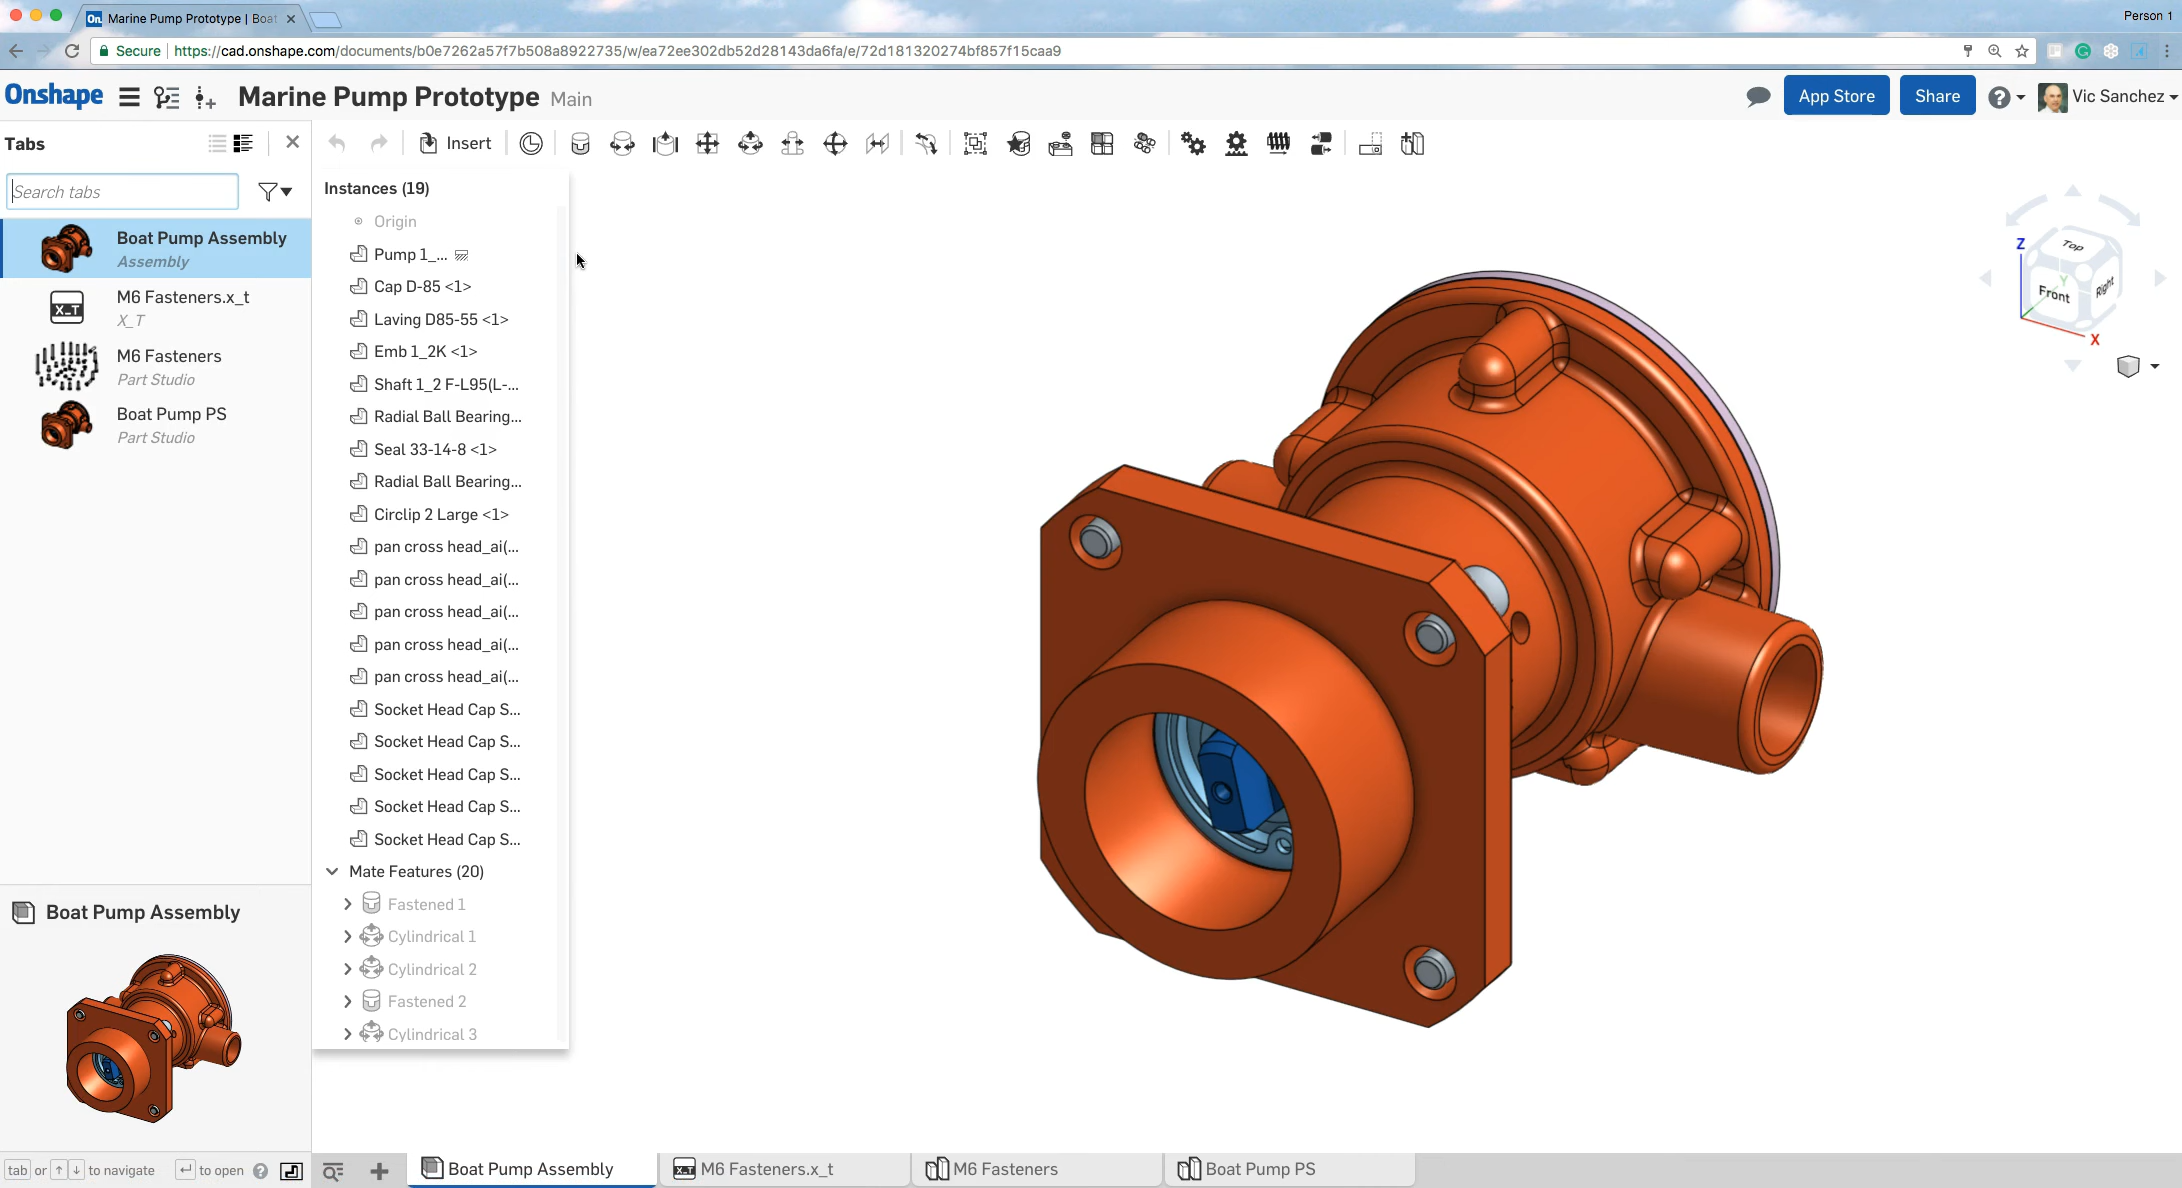 Marine Pump Prototype | Boat
Person 1
Secure
https://cad.onshape.com/documents/b0e7262a57f7b508a8922735/w/ea72ee302db52d28143da6fa/e/72d181320274bf857f15caa9
Onshape
Marine Pump Prototype Main
App Store
Share
Vic Sanchez
Tabs
Insert
Search tabs
Boat Pump Assembly
Assembly
M6 Fasteners.x_t
X_T
M6 Fasteners
Part Studio
Boat Pump PS
Part Studio
Instances (19)
Origin
Pump 1_...
Cap D-85 <1>
Laving D85-55 <1>
Emb 1_2K <1>
Shaft 1_2 F-L95(L-...
Radial Ball Bearing...
Seal 33-14-8 <1>
Radial Ball Bearing...
Circlip 2 Large <1>
pan cross head_ai(...
pan cross head_ai(...
pan cross head_ai(...
pan cross head_ai(...
pan cross head_ai(...
Socket Head Cap S...
Socket Head Cap S...
Socket Head Cap S...
Socket Head Cap S...
Socket Head Cap S...
Mate Features (20)
Fastened 1
Cylindrical 1
Cylindrical 2
Fastened 2
Cylindrical 3
Z
Top
Y
Front
Right
X
Boat Pump Assembly
tab or ↑ ↓ to navigate
↵ to open
Boat Pump Assembly
M6 Fasteners.x_t
M6 Fasteners
Boat Pump PS